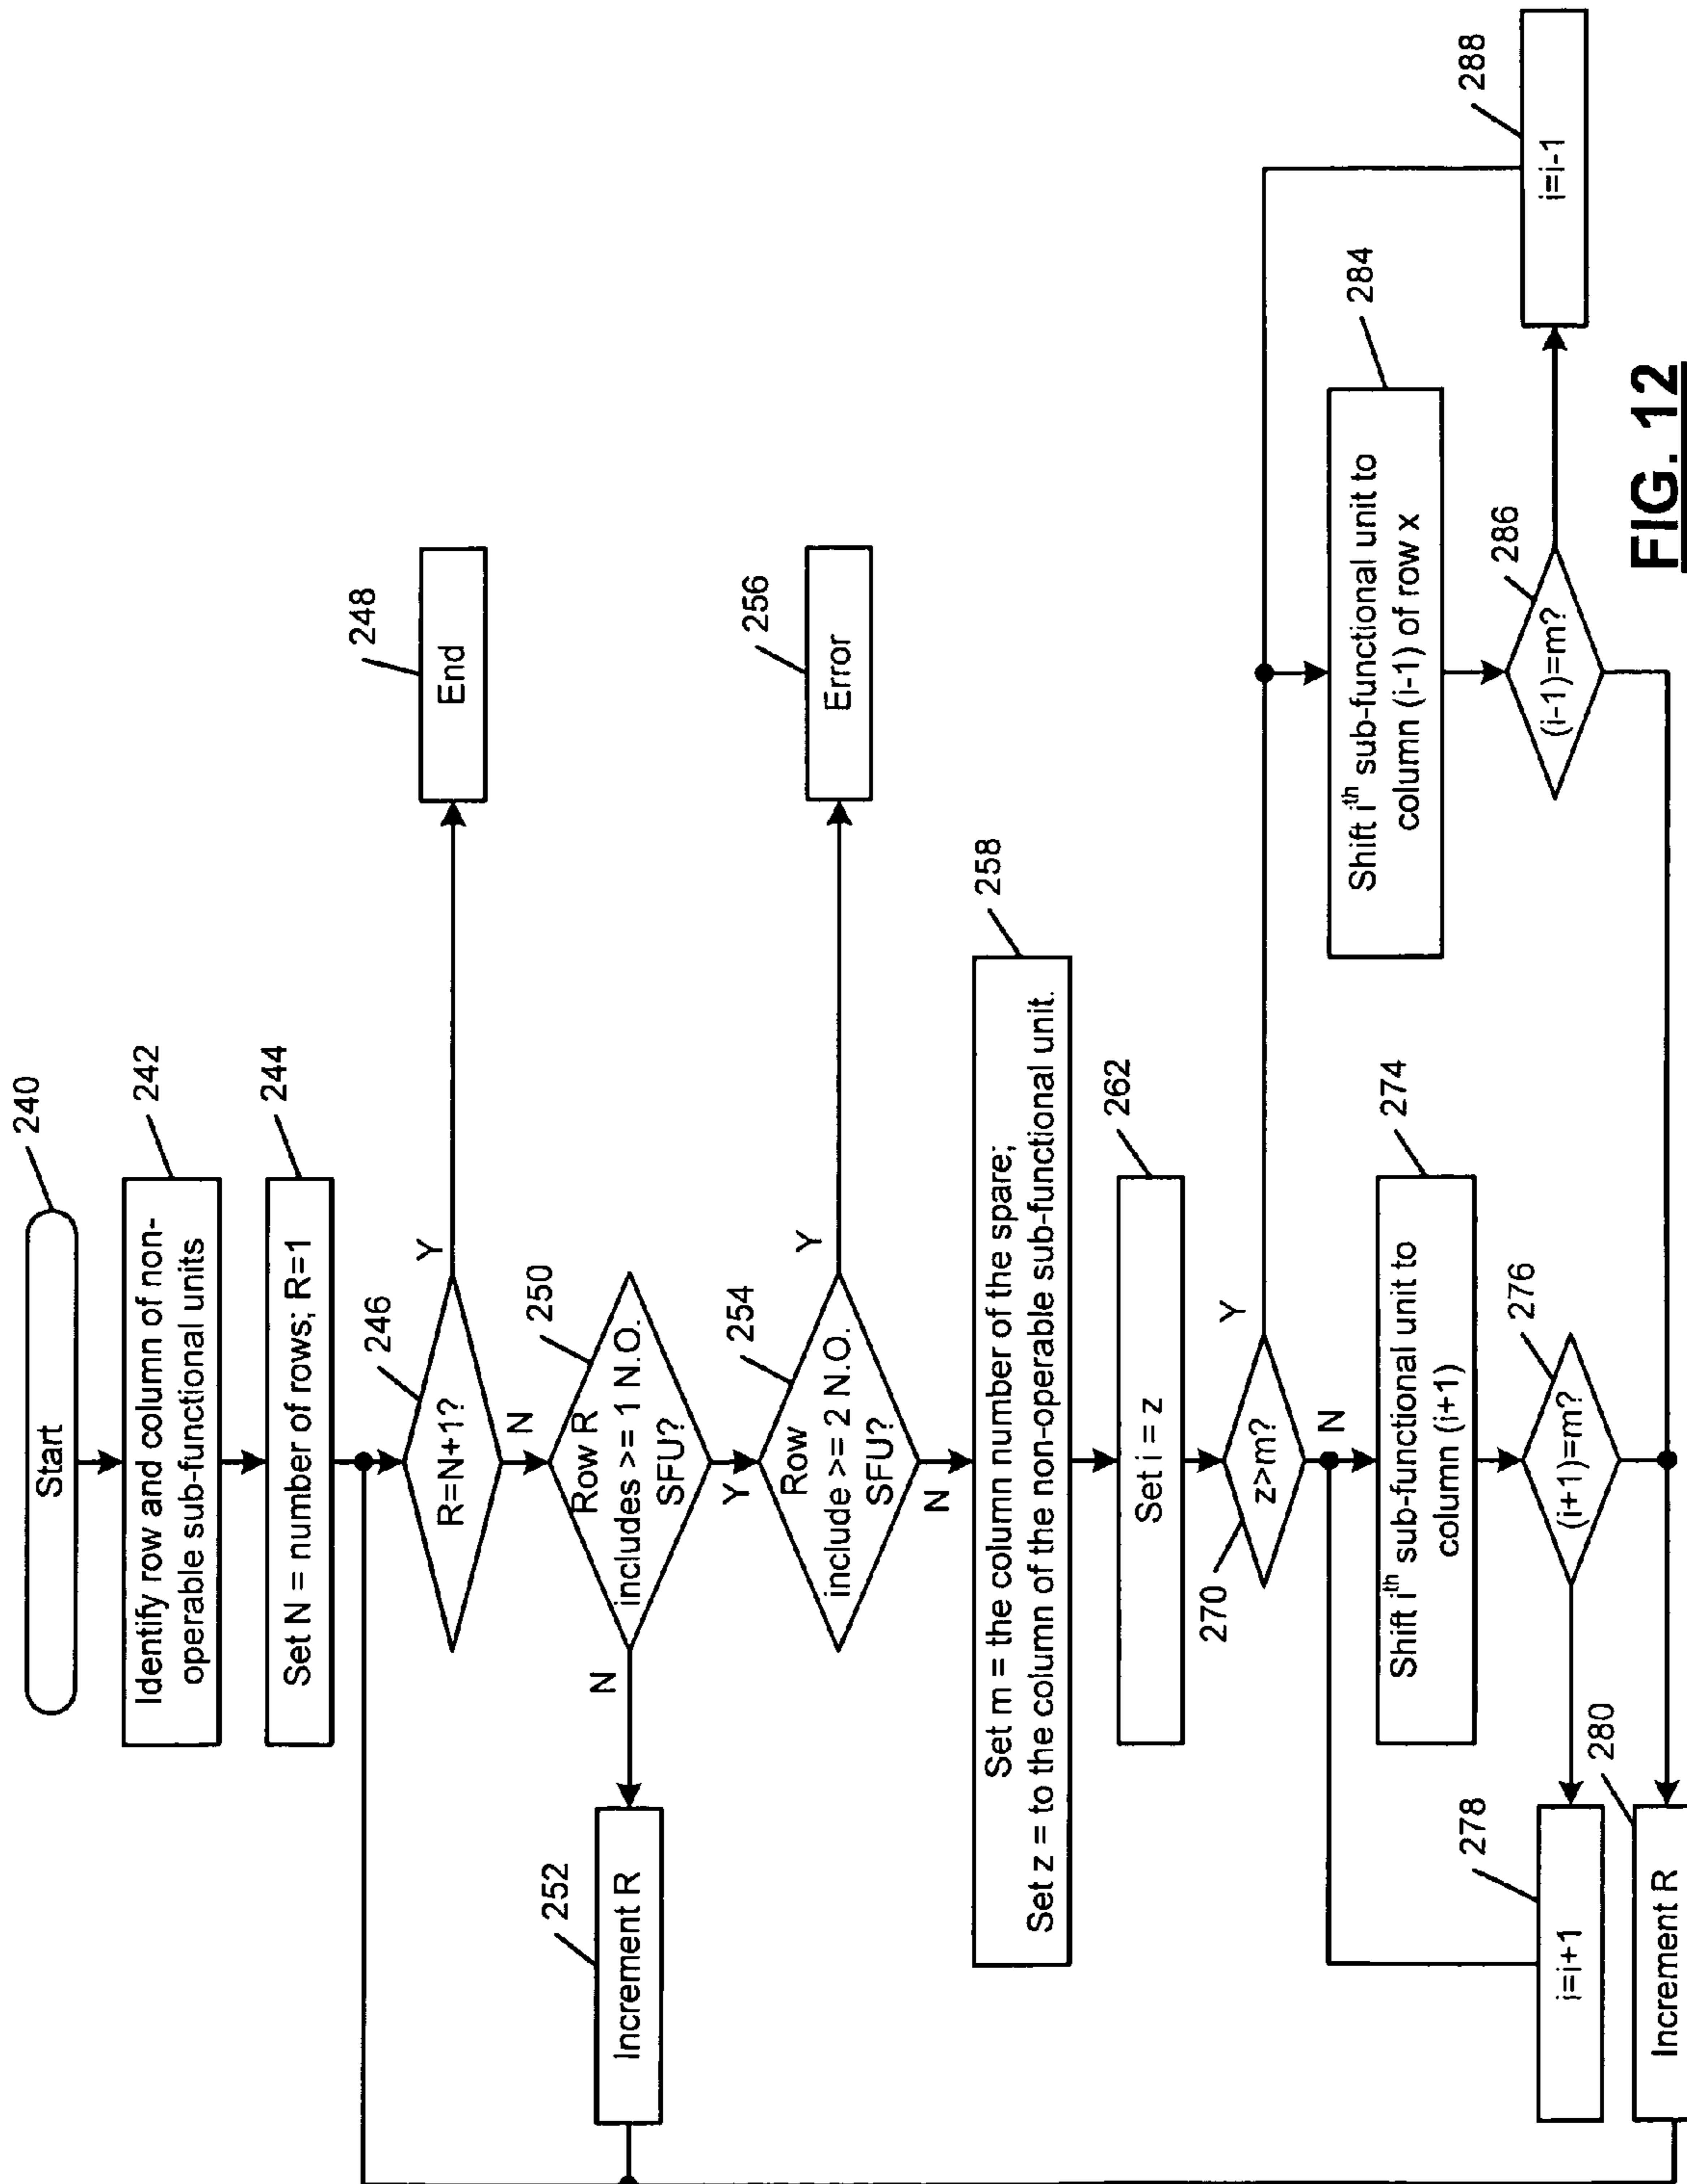 Start
240
Identify row and column of non-
operable sub-functional units
242
Set N = number of rows; R=1
244
R=N+1?
246
Y
End
248
N
Row R
includes >= 1 N.O.
SFU?
250
N
Increment R
252
Y
Row
include >= 2 N.O.
SFU?
254
Y
Error
256
N
Set m = the column number of the spare;
Set z = to the column of the non-operable sub-functional unit.
258
Set i = z
262
z>m?
270
Y
N
Shift ith sub-functional unit to
column (i+1)
274
(i+1)=m?
276
i=i+1
278
Increment R
280
Shift ith sub-functional unit to
column (i-1) of row x
284
(i-1)=m?
286
i=i-1
288
FIG. 12